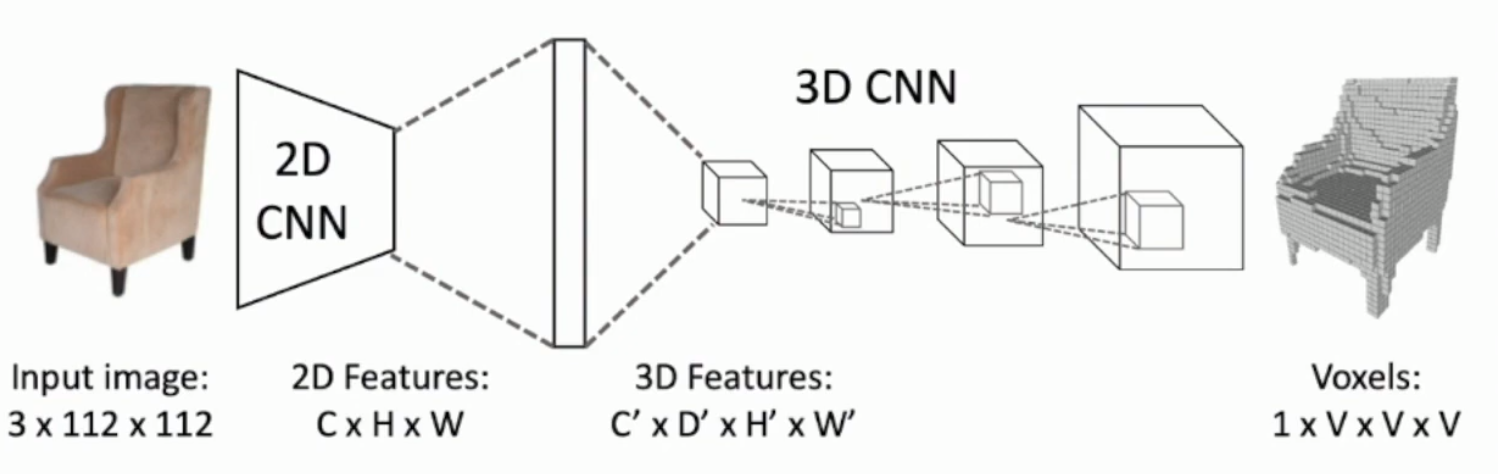 2D
CNN
3D CNN
Input image:
3 x 112 x 112
2D Features:
C x H x W
3D Features:
C′ x D′ x H′ x W′
Voxels:
1 x V x V x V